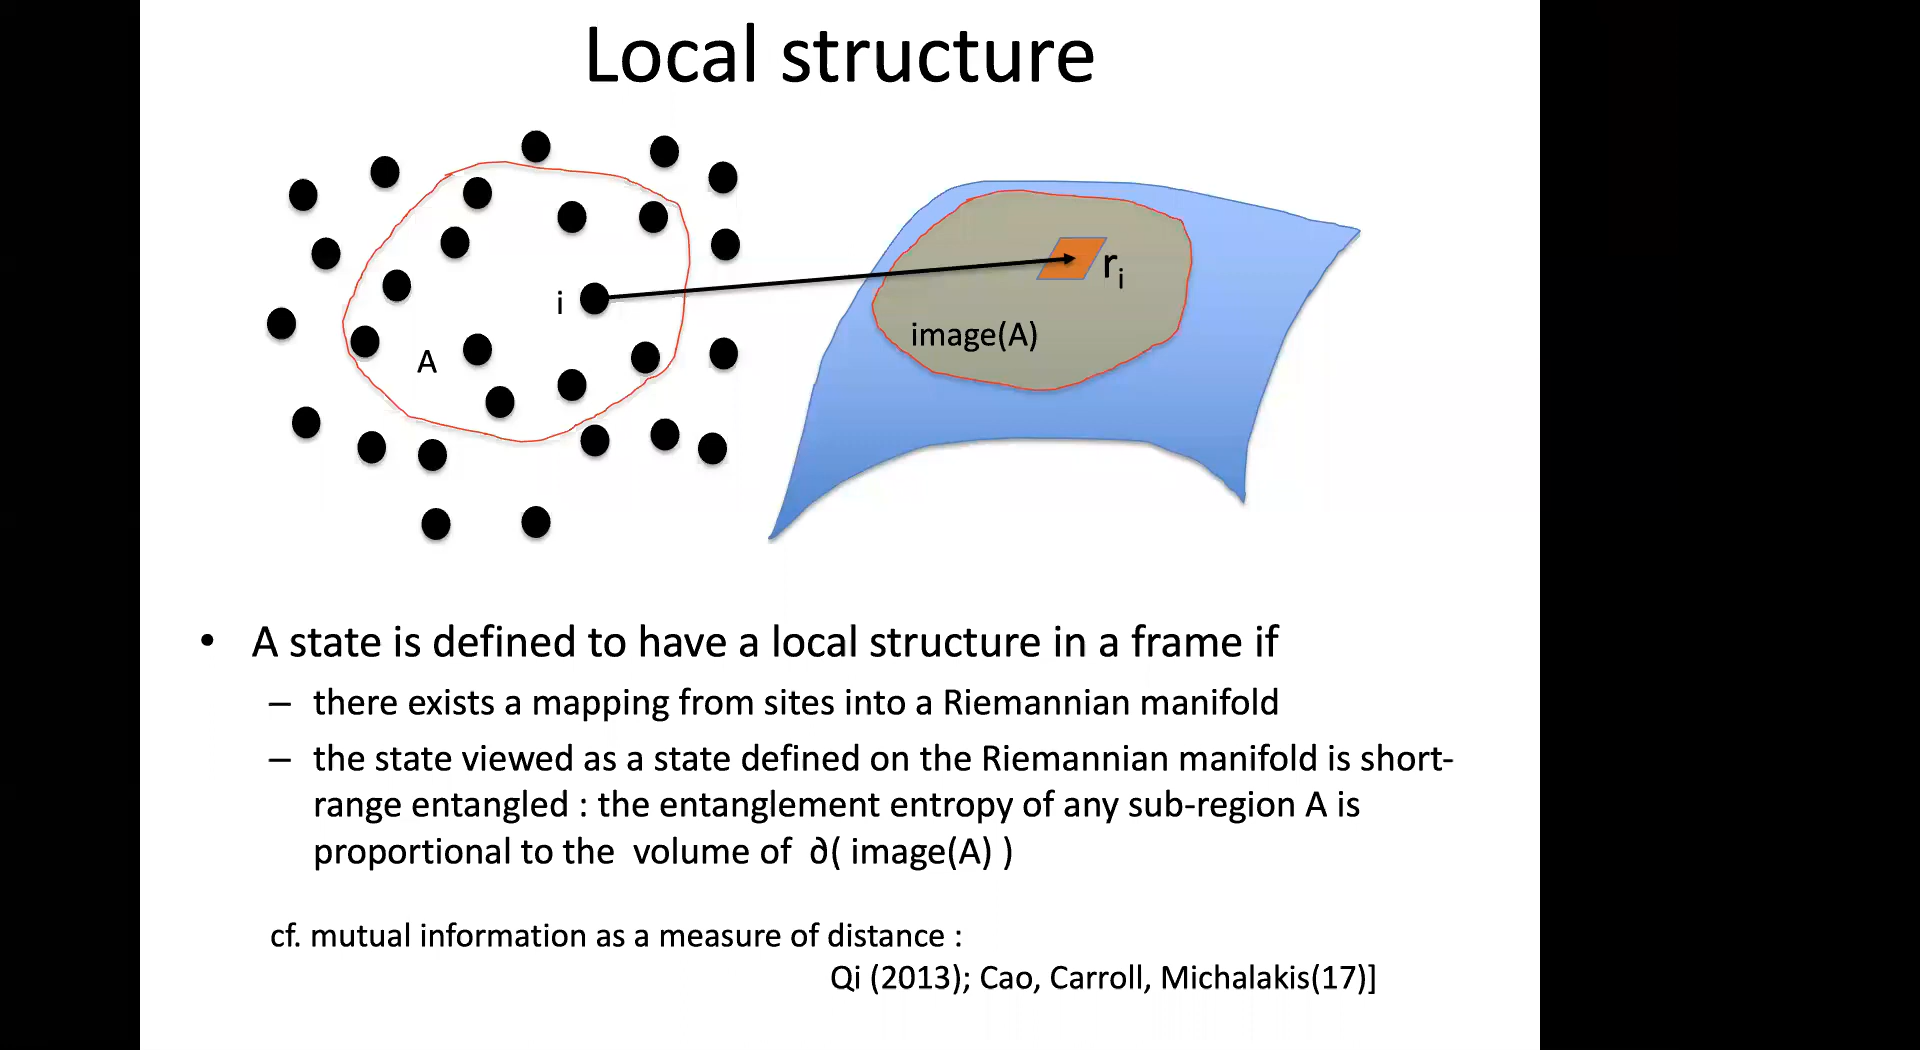 Local structure
i
A
r_i
image(A)
• A state is defined to have a local structure in a frame if
– there exists a mapping from sites into a Riemannian manifold
– the state viewed as a state defined on the Riemannian manifold is short-
range entangled : the entanglement entropy of any sub-region A is
proportional to the volume of ∂( image(A) )
cf. mutual information as a measure of distance :
Qi (2013); Cao, Carroll, Michalakis(17)]